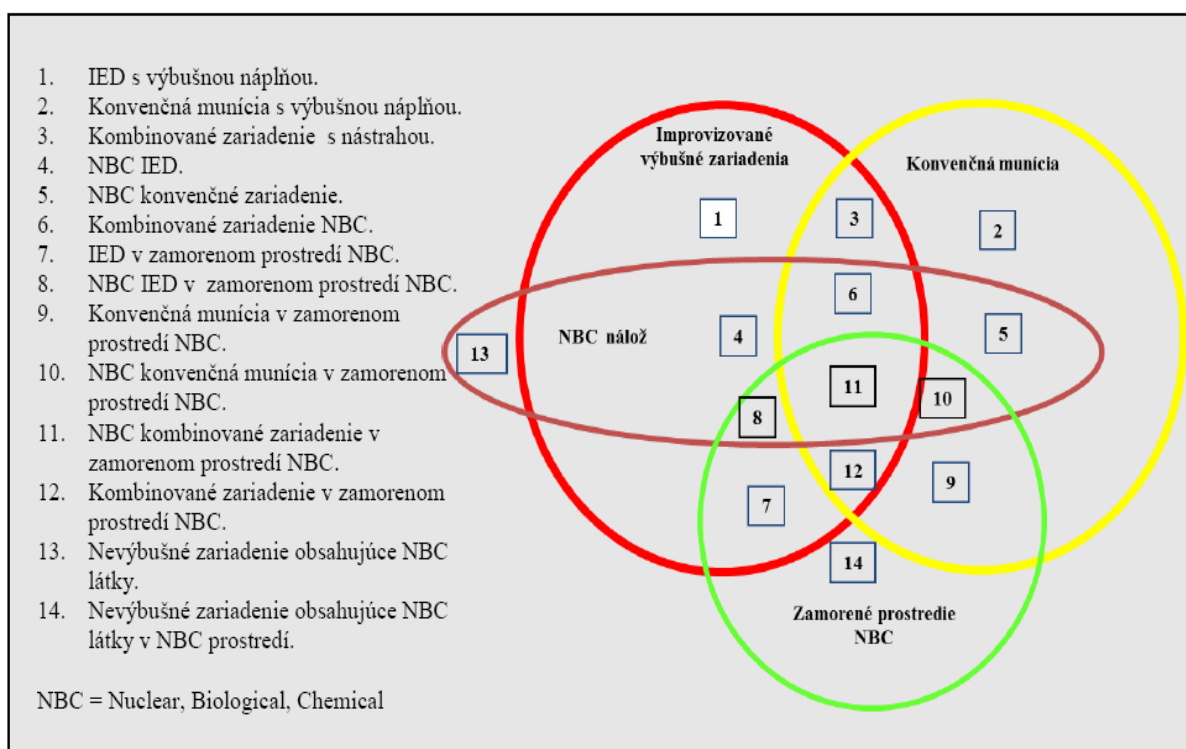 1. IED s výbušnou náplňou.
2. Konvenčná munícia s výbušnou náplňou.
3. Kombinované zariadenie s nástrahou.
4. NBC IED.
5. NBC konvenčné zariadenie.
6. Kombinované zariadenie NBC.
7. IED v zamorenom prostredí NBC.
8. NBC IED v zamorenom prostredí NBC.
9. Konvenčná munícia v zamorenom
prostredí NBC.
10. NBC konvenčná munícia v zamorenom
prostredí NBC.
11. NBC kombinované zariadenie v
zamorenom prostredí NBC.
12. Kombinované zariadenie v zamorenom
prostredí NBC.
13. Nevýbušné zariadenie obsahujúce NBC
látky.
14. Nevýbušné zariadenie obsahujúce NBC
látky v NBC prostredí.
NBC = Nuclear, Biological, Chemical
Improvizované
výbušné zariadenia
Konvenčná munícia
1
3
2
6
NBC nálož
4
5
13
11
10
8
12
9
7
14
Zamorené prostredie
NBC